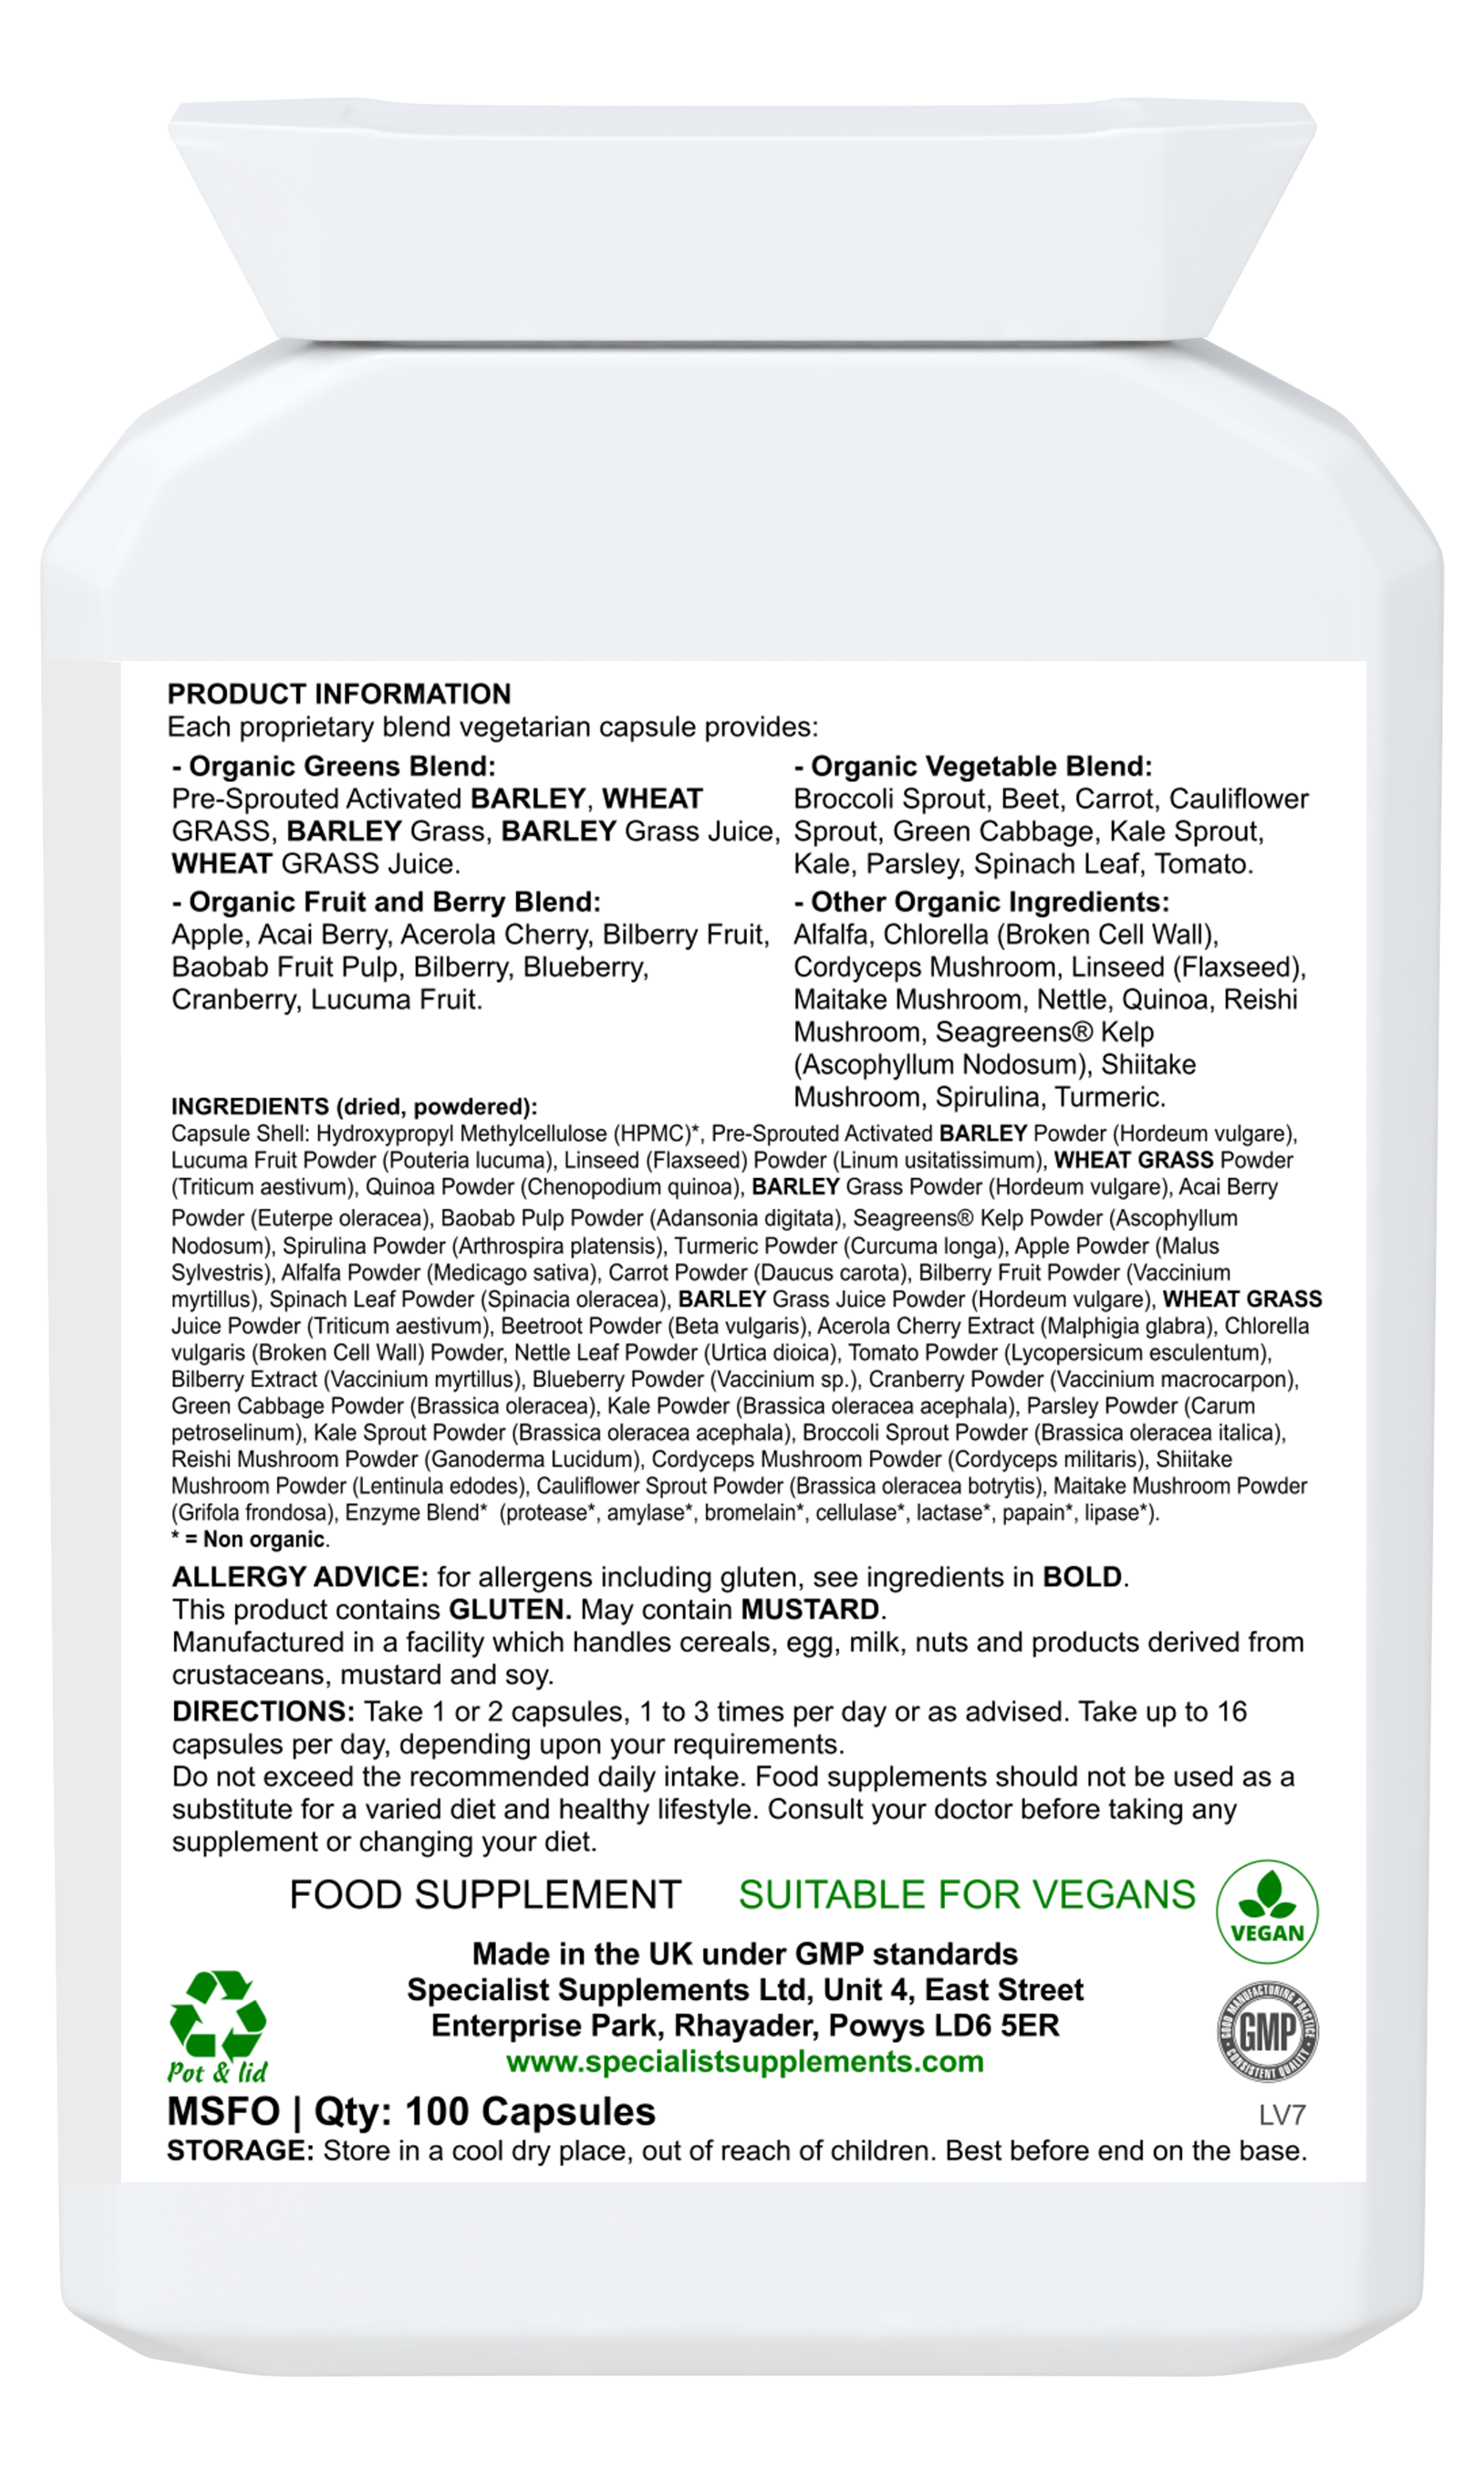 PRODUCT INFORMATION
Each proprietary blend vegetarian capsule provides:
- Organic Greens Blend:
Pre-Sprouted Activated BARLEY, WHEAT
GRASS, BARLEY Grass, BARLEY Grass Juice,
WHEAT GRASS Juice.
- Organic Fruit and Berry Blend:
Apple, Acai Berry, Acerola Cherry, Bilberry Fruit,
Baobab Fruit Pulp, Bilberry, Blueberry,
Cranberry, Lucuma Fruit.
- Organic Vegetable Blend:
Broccoli Sprout, Beet, Carrot, Cauliflower
Sprout, Green Cabbage, Kale Sprout,
Kale, Parsley, Spinach Leaf, Tomato.
- Other Organic Ingredients:
Alfalfa, Chlorella (Broken Cell Wall),
Cordyceps Mushroom, Linseed (Flaxseed),
Maitake Mushroom, Nettle, Quinoa, Reishi
Mushroom, Seagreens® Kelp
(Ascophyllum Nodosum), Shiitake
Mushroom, Spirulina, Turmeric.
INGREDIENTS (dried, powdered):
Capsule Shell: Hydroxypropyl Methylcellulose (HPMC)*, Pre-Sprouted Activated BARLEY Powder (Hordeum vulgare),
Lucuma Fruit Powder (Pouteria lucuma), Linseed (Flaxseed) Powder (Linum usitatissimum), WHEAT GRASS Powder
(Triticum aestivum), Quinoa Powder (Chenopodium quinoa), BARLEY Grass Powder (Hordeum vulgare), Acai Berry
Powder (Euterpe oleracea), Baobab Pulp Powder (Adansonia digitata), Seagreens® Kelp Powder (Ascophyllum
Nodosum), Spirulina Powder (Arthrospira platensis), Turmeric Powder (Curcuma longa), Apple Powder (Malus
Sylvestris), Alfalfa Powder (Medicago sativa), Carrot Powder (Daucus carota), Bilberry Fruit Powder (Vaccinium
myrtillus), Spinach Leaf Powder (Spinacia oleracea), BARLEY Grass Juice Powder (Hordeum vulgare), WHEAT GRASS
Juice Powder (Triticum aestivum), Beetroot Powder (Beta vulgaris), Acerola Cherry Extract (Malphigia glabra), Chlorella
vulgaris (Broken Cell Wall) Powder, Nettle Leaf Powder (Urtica dioica), Tomato Powder (Lycopersicum esculentum),
Bilberry Extract (Vaccinium myrtillus), Blueberry Powder (Vaccinium sp.), Cranberry Powder (Vaccinium macrocarpon),
Green Cabbage Powder (Brassica oleracea), Kale Powder (Brassica oleracea acephala), Parsley Powder (Carum
petroselinum), Kale Sprout Powder (Brassica oleracea acephala), Broccoli Sprout Powder (Brassica oleracea italica),
Reishi Mushroom Powder (Ganoderma Lucidum), Cordyceps Mushroom Powder (Cordyceps militaris), Shiitake
Mushroom Powder (Lentinula edodes), Cauliflower Sprout Powder (Brassica oleracea botrytis), Maitake Mushroom Powder
(Grifola frondosa), Enzyme Blend* (protease*, amylase*, bromelain*, cellulase*, lactase*, papain*, lipase*).
* = Non organic.
ALLERGY ADVICE: for allergens including gluten, see ingredients in BOLD.
This product contains GLUTEN. May contain MUSTARD.
Manufactured in a facility which handles cereals, egg, milk, nuts and products derived from
crustaceans, mustard and soy.
DIRECTIONS: Take 1 or 2 capsules, 1 to 3 times per day or as advised. Take up to 16
capsules per day, depending upon your requirements.
Do not exceed the recommended daily intake. Food supplements should not be used as a
substitute for a varied diet and healthy lifestyle. Consult your doctor before taking any
supplement or changing your diet.
FOOD SUPPLEMENT SUITABLE FOR VEGANS
VEGAN
Made in the UK under GMP standards
Specialist Supplements Ltd, Unit 4, East Street
Enterprise Park, Rhayader, Powys LD6 5ER
www.specialistsupplements.com
Pot & lid
GOOD MANUFACTURING PRACTICE
GMP
CONSISTENT QUALITY
MSFO | Qty: 100 Capsules
LV7
STORAGE: Store in a cool dry place, out of reach of children. Best before end on the base.